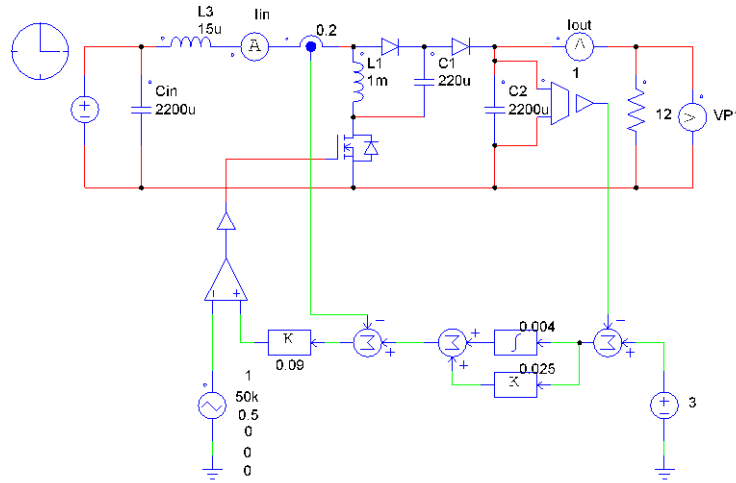 L3
15u
Iin
0.2
Iout
1
A
V
L1
1m
C1
220u
Cin
2200u
C2
2200u
12
V
VP1
K
0.09
Σ
Σ
∫
0.004
K
0.025
Σ
3
1
50k
0.5
0
0
0